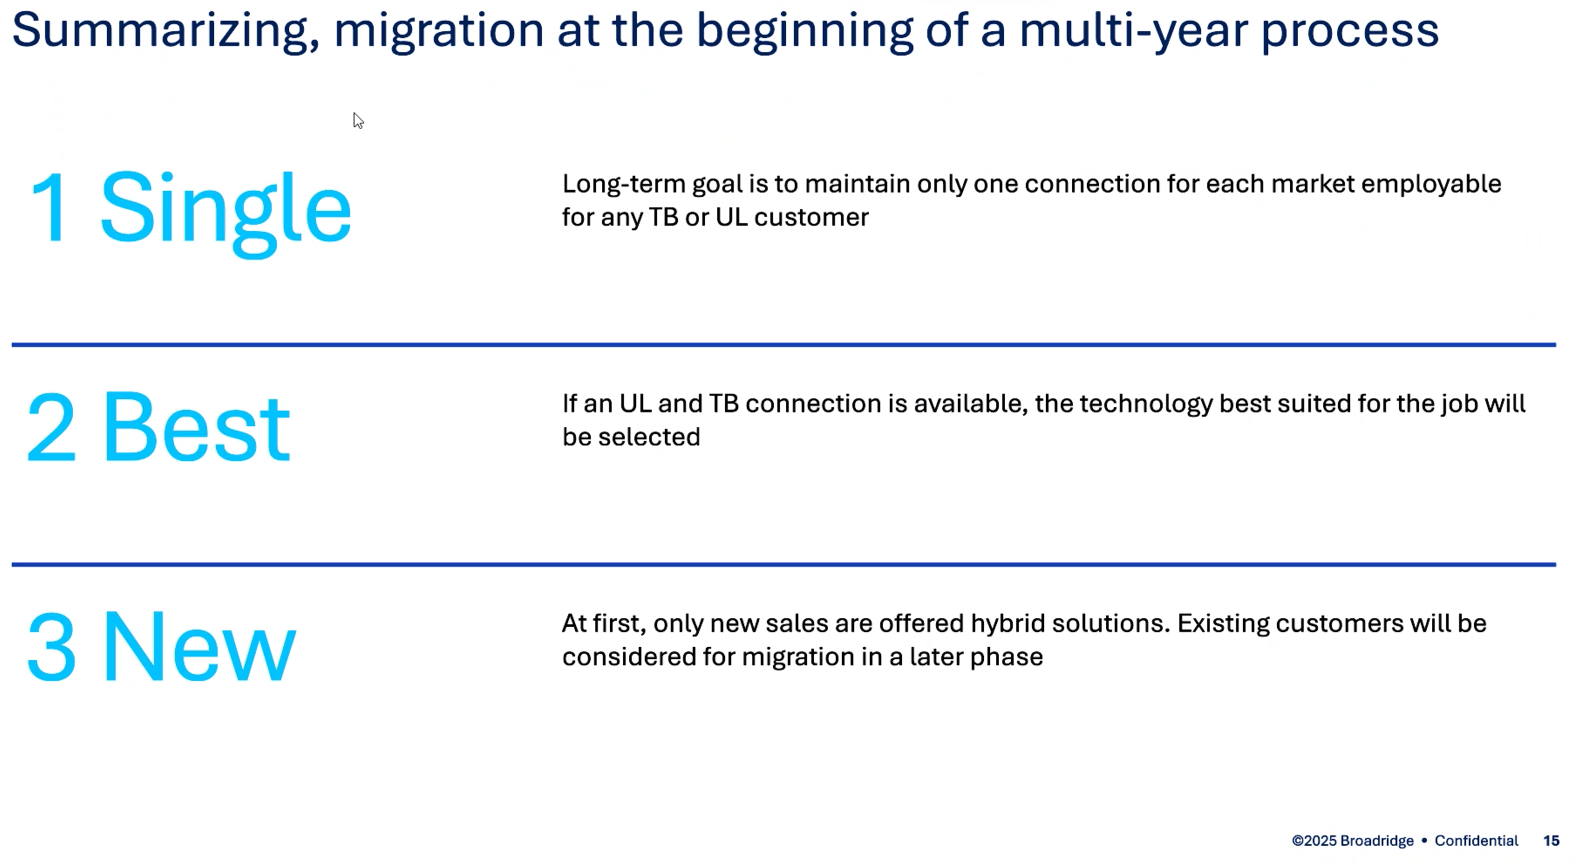 Summarizing, migration at the beginning of a multi-year process
1 Single
Long-term goal is to maintain only one connection for each market employable
for any TB or UL customer
2 Best
If an UL and TB connection is available, the technology best suited for the job will
be selected
3 New
At first, only new sales are offered hybrid solutions. Existing customers will be
considered for migration in a later phase
©2025 Broadridge • Confidential 15